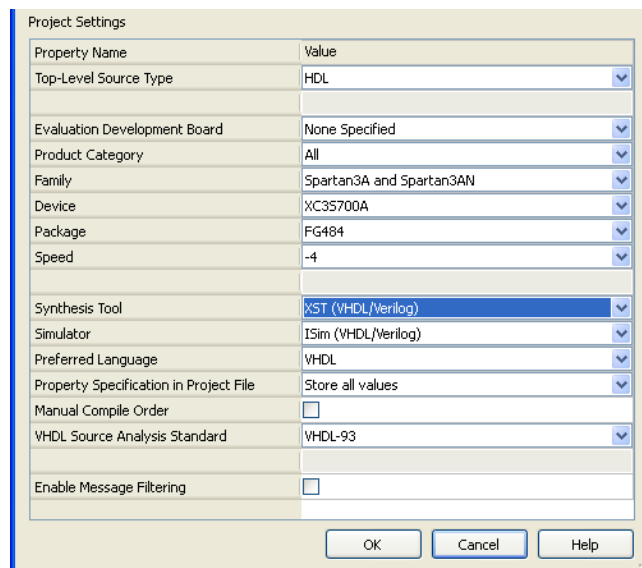 Project Settings
Property Name Value
Top-Level Source Type HDL
Evaluation Development Board None Specified
Product Category All
Family Spartan3A and Spartan3AN
Device XC3S700A
Package FG484
Speed -4
Synthesis Tool XST (VHDL/Verilog)
Simulator ISim (VHDL/Verilog)
Preferred Language VHDL
Property Specification in Project File Store all values
Manual Compile Order
VHDL Source Analysis Standard VHDL-93
Enable Message Filtering
OK Cancel Help